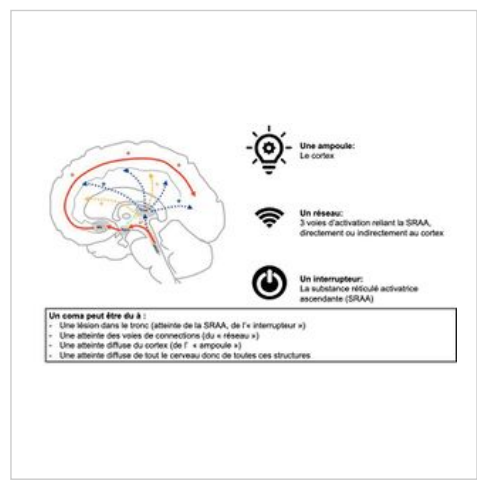 Une ampoule:
Le cortex
Un réseau:
3 voies d'activation reliant la SRAA,
directement ou indirectement au cortex
Un interrupteur:
La substance réticulé activatrice
ascendante (SRAA)
Un coma peut être du à :
- Une lésion dans le tronc (atteinte de la SRAA, de l'« interrupteur »)
- Une atteinte des voies de connections (du « réseau »)
- Une atteinte diffuse du cortex (de l' « ampoule »)
- Une atteinte diffuse de tout le cerveau donc de toutes ces structures